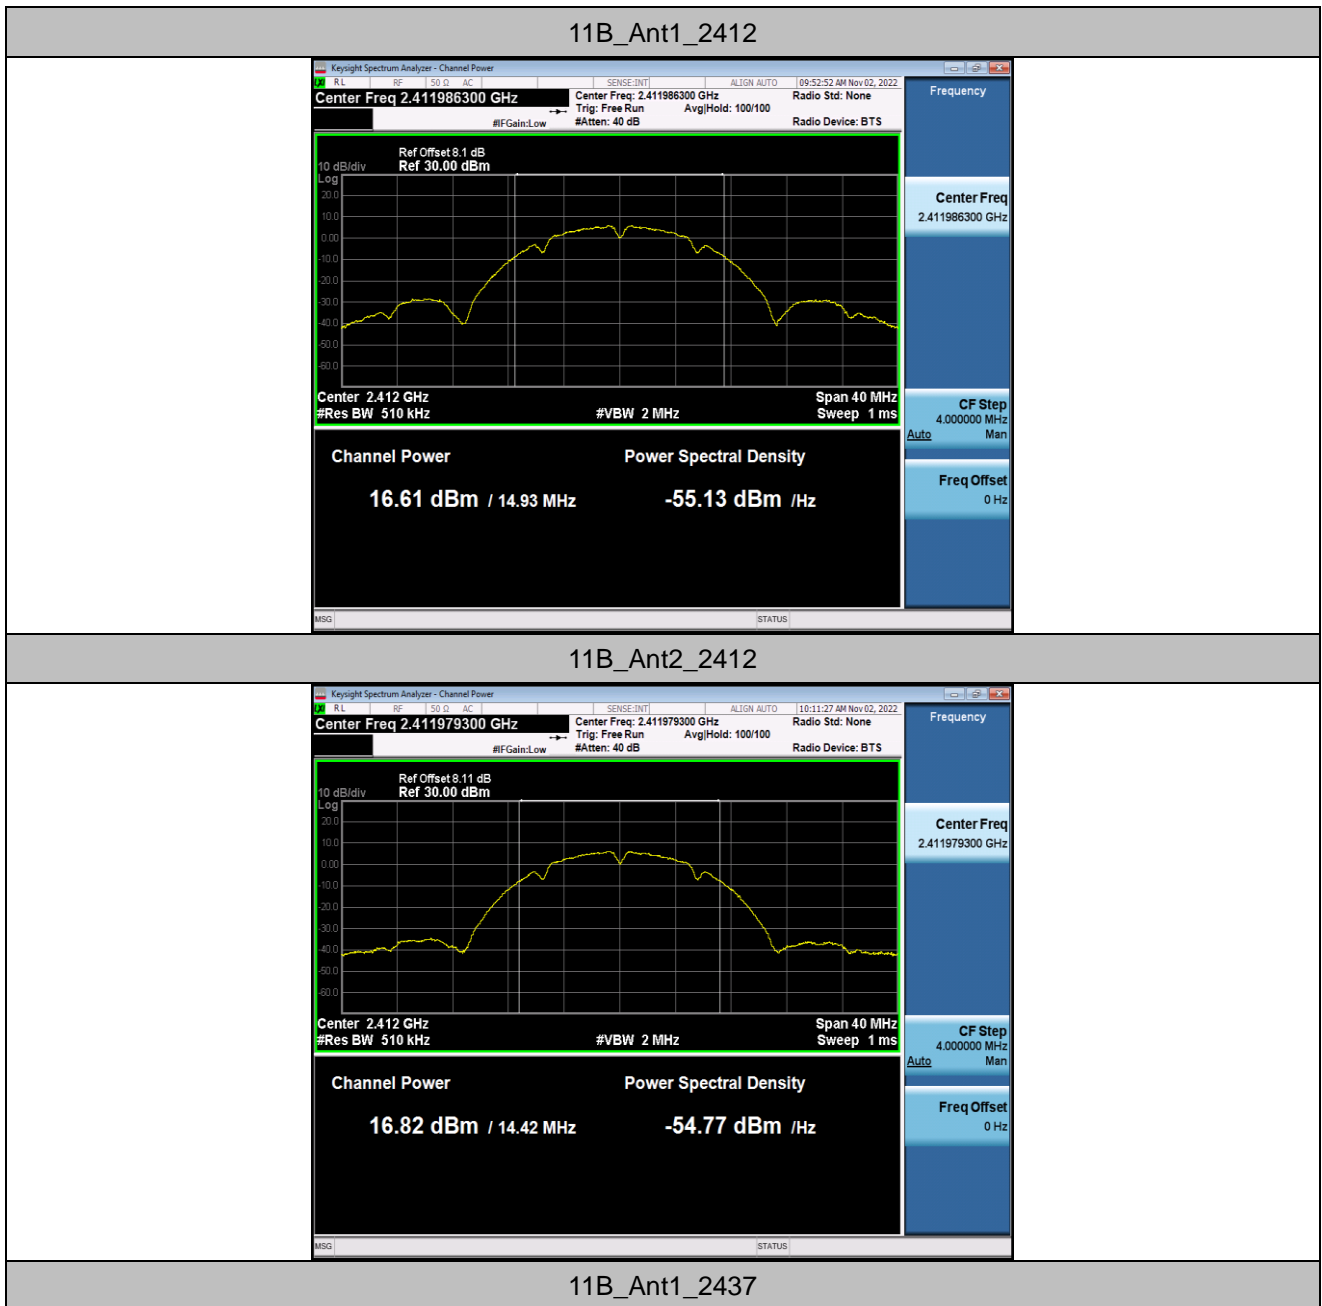 11B_Ant1_2412
Keysight Spectrum Analyzer - Channel Power
RL RF 50 Ω AC SENSE:INT ALIGN AUTO 09:52:52 AM Nov 02, 2022
Center Freq 2.411986300 GHz
Center Freq: 2.411986300 GHz Radio Std: None
Trig: Free Run Avg|Hold: 100/100
#IFGain:Low #Atten: 40 dB Radio Device: BTS
Frequency
Ref Offset 8.1 dB
10 dB/div Ref 30.00 dBm
Log
20.0
10.0
0.00
-10.0
-20.0
-30.0
-40.0
-50.0
-60.0
Center Freq
2.411986300 GHz
Center 2.412 GHz Span 40 MHz
#Res BW 510 kHz #VBW 2 MHz Sweep 1 ms
CF Step
4.000000 MHz
Auto Man
Channel Power Power Spectral Density
16.61 dBm / 14.93 MHz -55.13 dBm /Hz
Freq Offset
0 Hz
MSG STATUS
11B_Ant2_2412
Keysight Spectrum Analyzer - Channel Power
RL RF 50 Ω AC SENSE:INT ALIGN AUTO 10:11:27 AM Nov 02, 2022
Center Freq 2.411979300 GHz
Center Freq: 2.411979300 GHz Radio Std: None
Trig: Free Run Avg|Hold: 100/100
#IFGain:Low #Atten: 40 dB Radio Device: BTS
Frequency
Ref Offset 8.11 dB
10 dB/div Ref 30.00 dBm
Log
20.0
10.0
0.00
-10.0
-20.0
-30.0
-40.0
-50.0
-60.0
Center Freq
2.411979300 GHz
Center 2.412 GHz Span 40 MHz
#Res BW 510 kHz #VBW 2 MHz Sweep 1 ms
CF Step
4.000000 MHz
Auto Man
Channel Power Power Spectral Density
16.82 dBm / 14.42 MHz -54.77 dBm /Hz
Freq Offset
0 Hz
MSG STATUS
11B_Ant1_2437